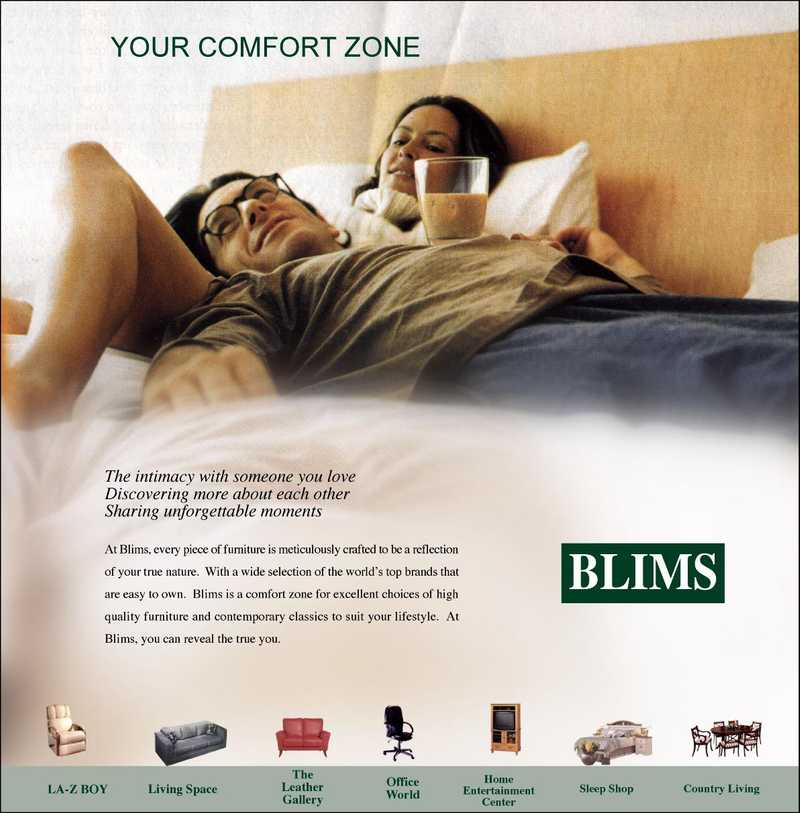 YOUR COMFORT ZONE
The intimacy with someone you love
Discovering more about each other
Sharing unforgettable moments
At Blims, every piece of furniture is meticulously crafted to be a reflection
of your true nature. With a wide selection of the world's top brands that
are easy to own. Blims is a comfort zone for excellent choices of high
quality furniture and contemporary classics to suit your lifestyle. At
Blims, you can reveal the true you.
BLIMS
LA-Z BOY
Living Space
The
Leather
Gallery
Office
World
Home
Entertainment
Center
Sleep Shop
Country Living